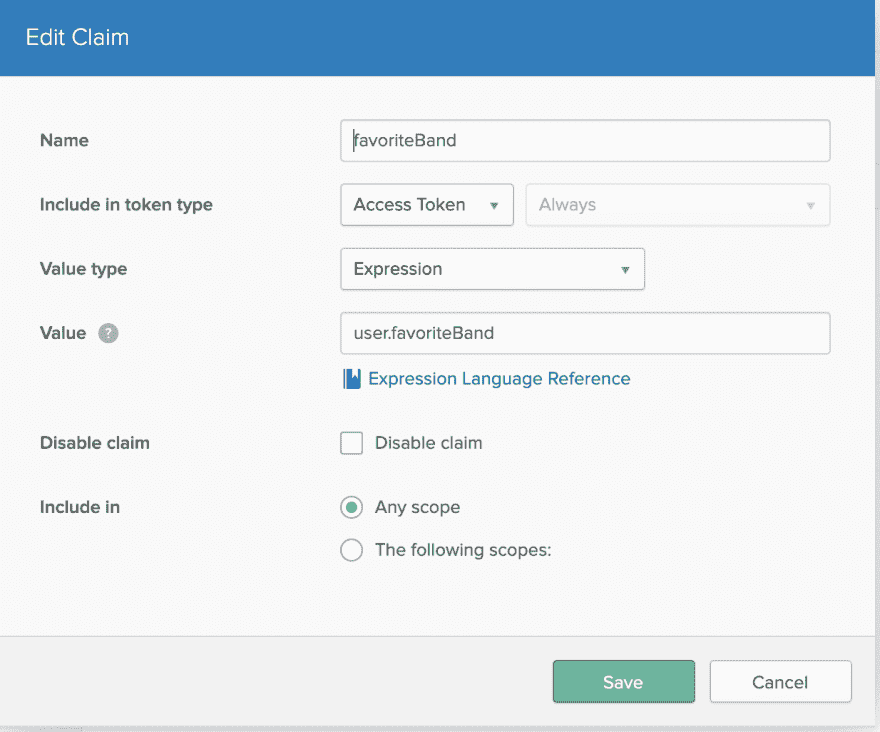 Edit Claim
Name favoriteBand
Include in token type Access Token Always
Value type Expression
Value ? user.favoriteBand
Expression Language Reference
Disable claim Disable claim
Include in Any scope
The following scopes:
Save Cancel